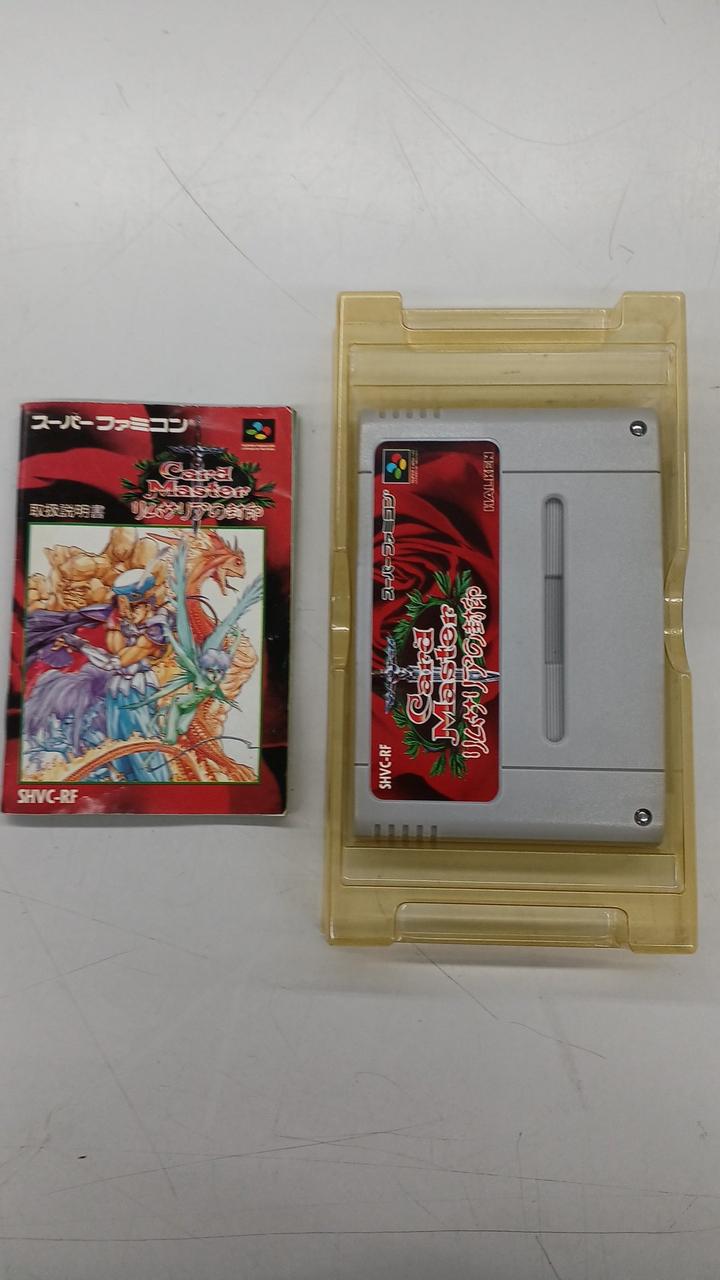 スーパーファミコン
Card
Master
リムサリアの封印
取扱説明書
SHVC-RF
スーパーファミコン
HALKEN
Card
Master
リムサリアの封印
SHVC-RF